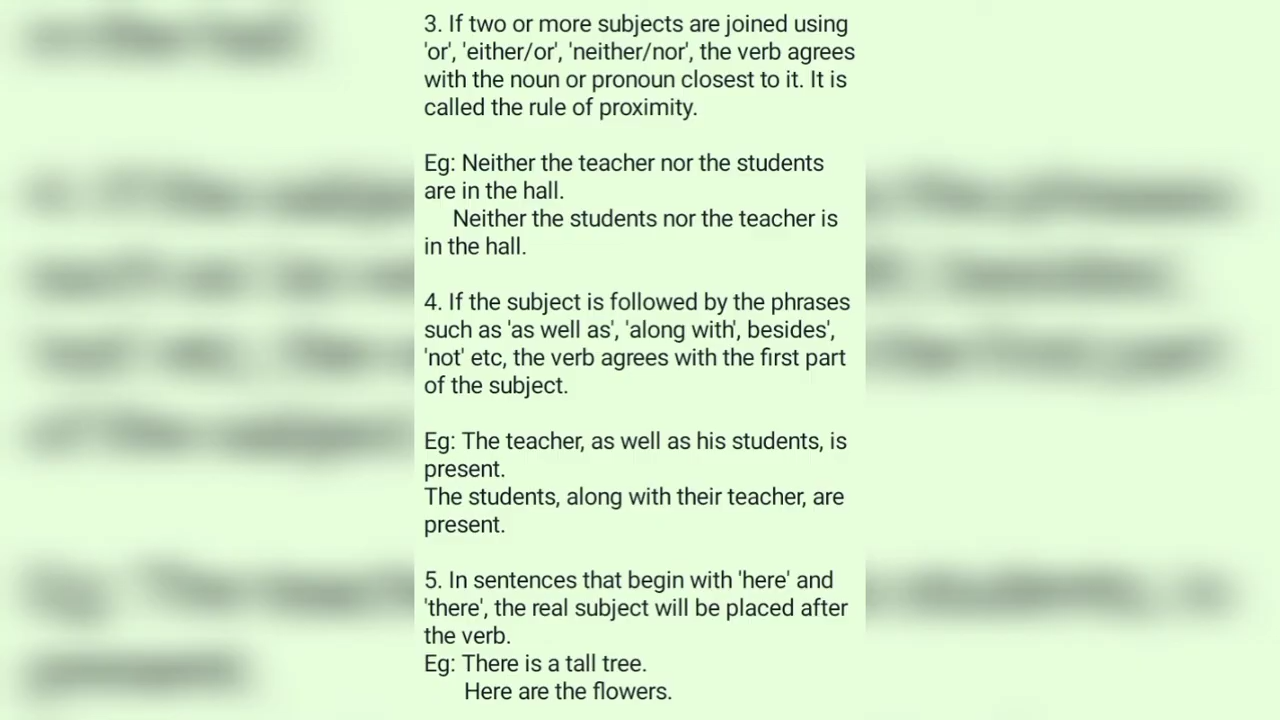 3. If two or more subjects are joined using
'or', 'either/or', 'neither/nor', the verb agrees
with the noun or pronoun closest to it. It is
called the rule of proximity.
Eg: Neither the teacher nor the students
are in the hall.
Neither the students nor the teacher is
in the hall.
4. If the subject is followed by the phrases
such as 'as well as', 'along with', besides',
'not' etc, the verb agrees with the first part
of the subject.
Eg: The teacher, as well as his students, is
present.
The students, along with their teacher, are
present.
5. In sentences that begin with 'here' and
'there', the real subject will be placed after
the verb.
Eg: There is a tall tree.
Here are the flowers.